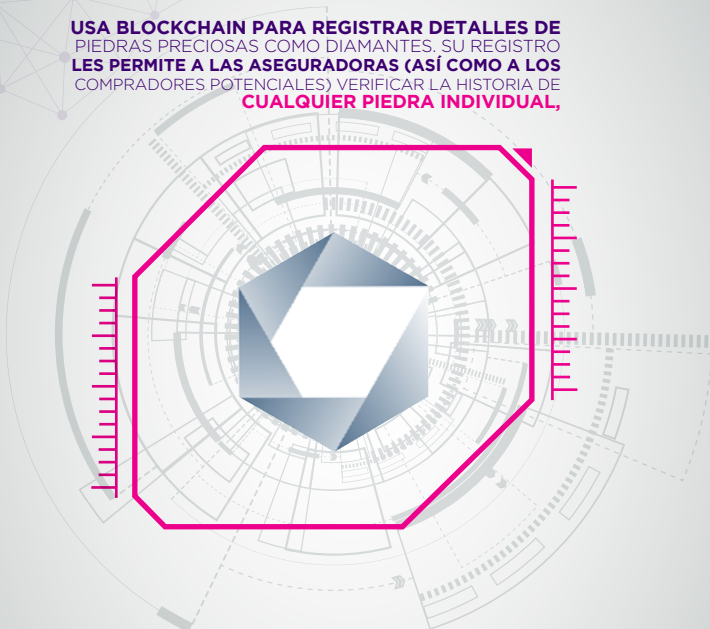 USA BLOCKCHAIN PARA REGISTRAR DETALLES DE
PIEDRAS PRECIOSAS COMO DIAMANTES. SU REGISTRO
LES PERMITE A LAS ASEGURADORAS (ASÍ COMO A LOS
COMPRADORES POTENCIALES) VERIFICAR LA HISTORIA DE
CUALQUIER PIEDRA INDIVIDUAL,